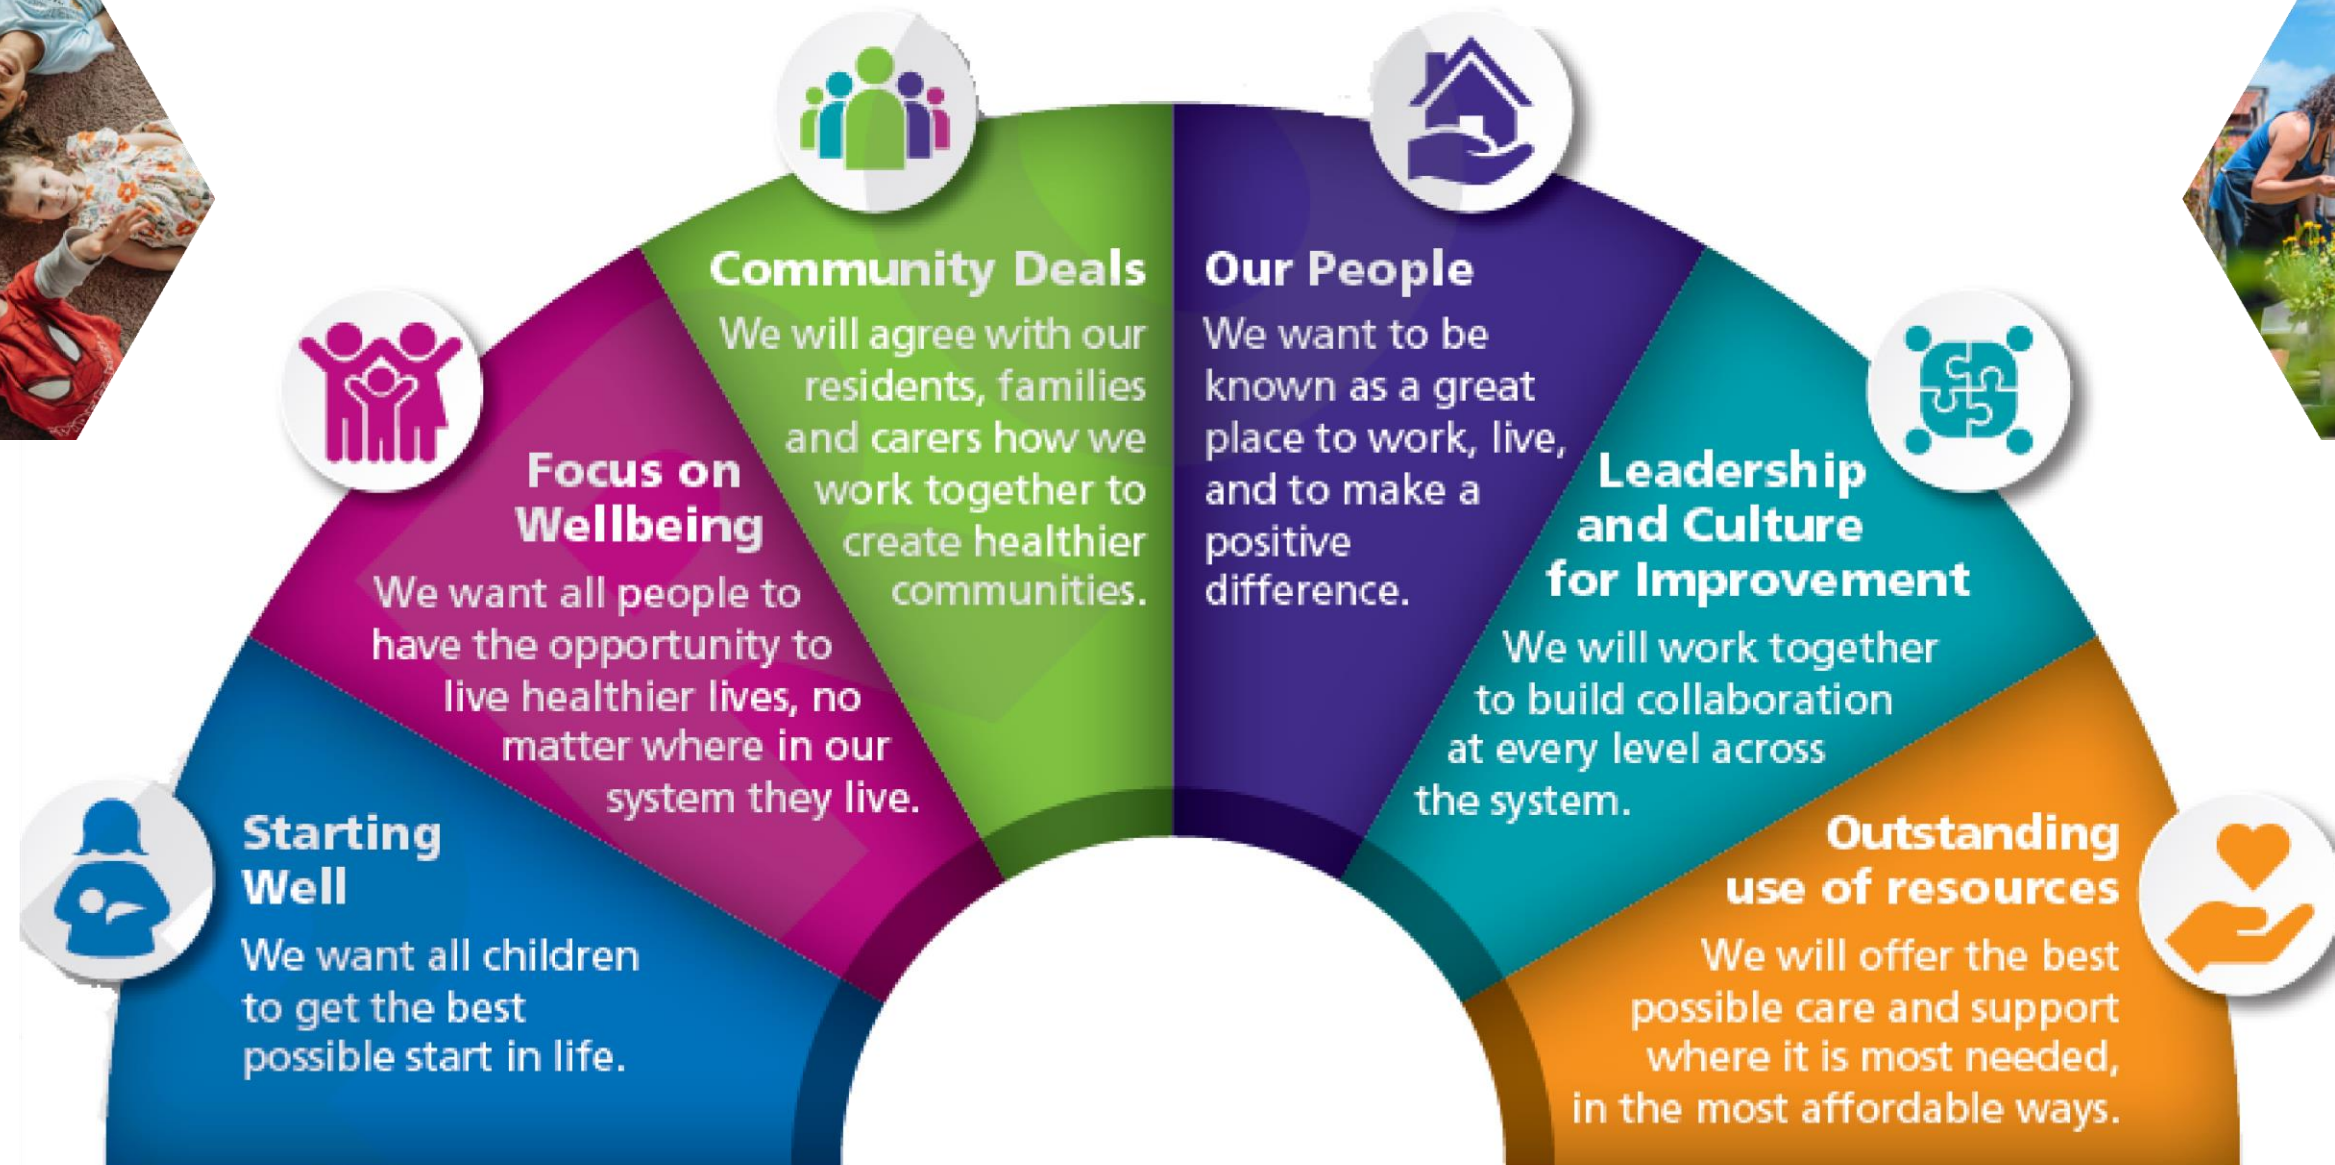 Starting
Well
We want all children
to get the best
possible start in life.
Focus on
Wellbeing
We want all people to
have the opportunity to
live healthier lives, no
matter where in our
system they live.
Community Deals
We will agree with our
residents, families
and carers how we
work together to
create healthier
communities.
Our People
We want to be
known as a great
place to work, live,
and to make a
positive
difference.
Leadership
and Culture
for Improvement
We will work together
to build collaboration
at every level across
the system.
Outstanding
use of resources
We will offer the best
possible care and support
where it is most needed,
in the most affordable ways.